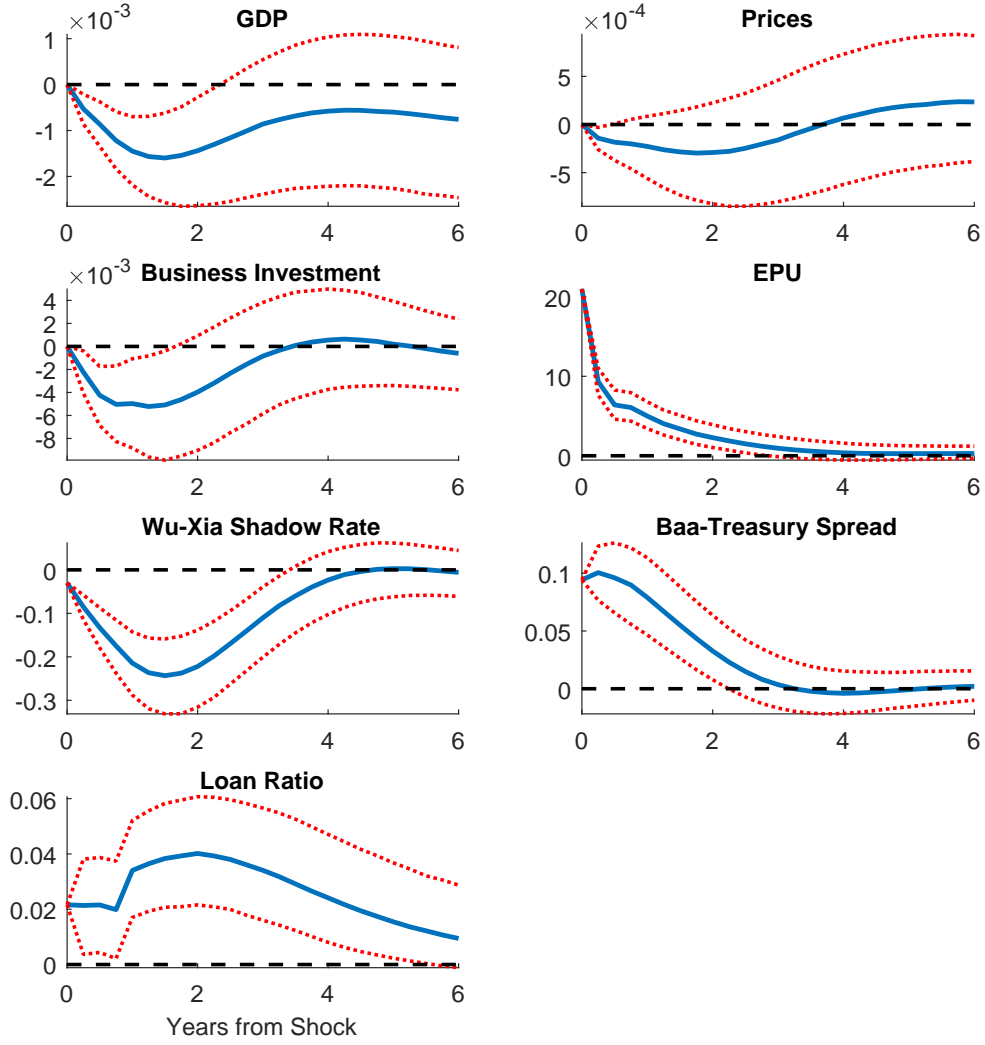 GDP
×10⁻³
1
0
-1
-2
0 2 4 6
Prices
×10⁻⁴
5
0
-5
0 2 4 6
Business Investment
×10⁻³
4
2
0
-2
-4
-6
-8
0 2 4 6
EPU
20
10
0
0 2 4 6
Wu-Xia Shadow Rate
0
-0.1
-0.2
-0.3
0 2 4 6
Baa-Treasury Spread
0.1
0.05
0
0 2 4 6
Loan Ratio
0.06
0.04
0.02
0
0 2 4 6
Years from Shock